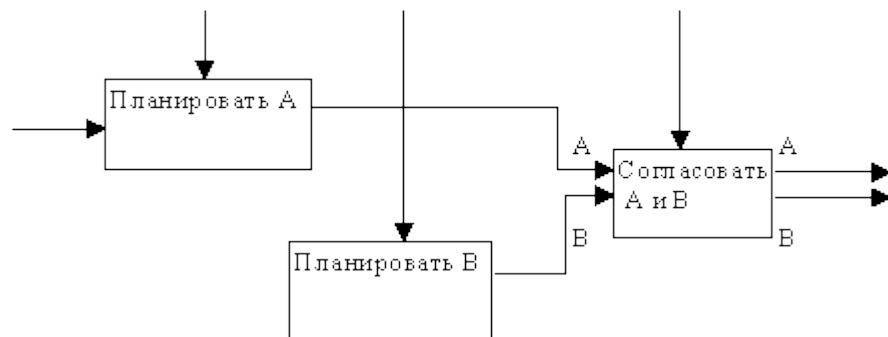 Планировать А
А
А
Согласовать
А и В
В
В
Планировать В